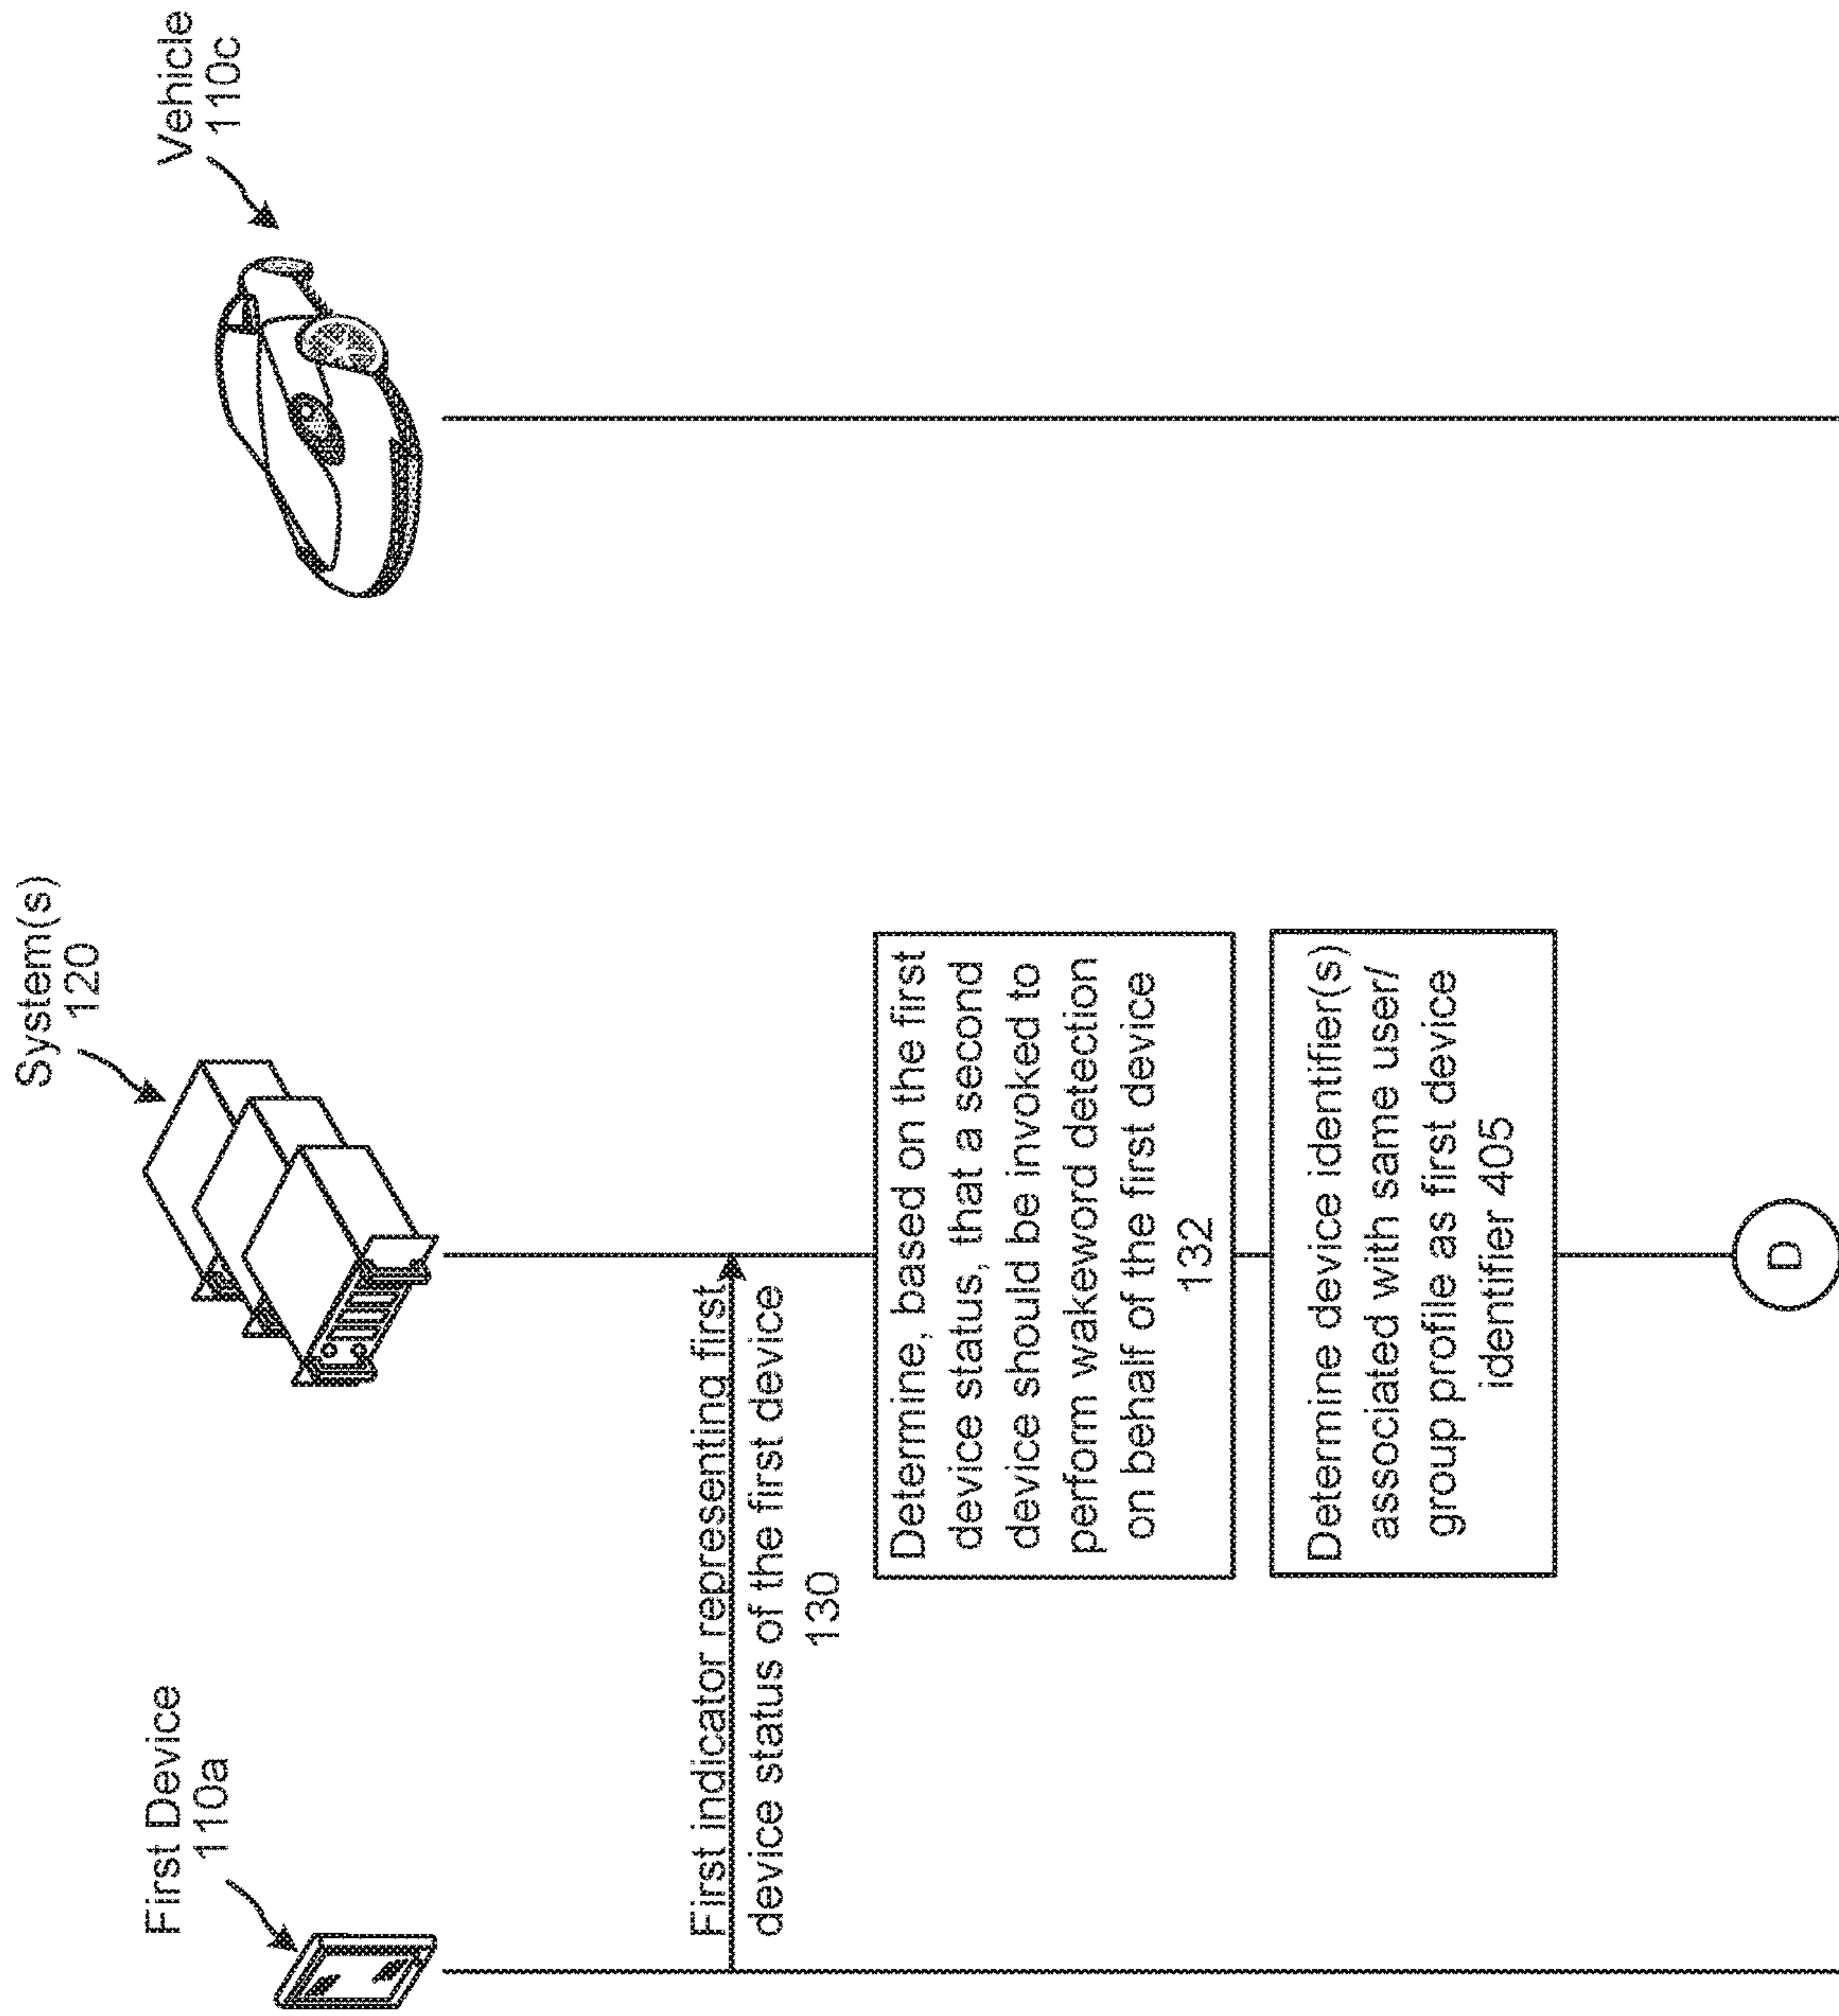 First Device
110a
System(s)
120
Vehicle
110c
First indicator representing first
device status of the first device
130
Determine, based on the first
device status, that a second
device should be invoked to
perform wakeword detection
on behalf of the first device
132
Determine device identifier(s)
associated with same user/
group profile as first device
identifier 405
D